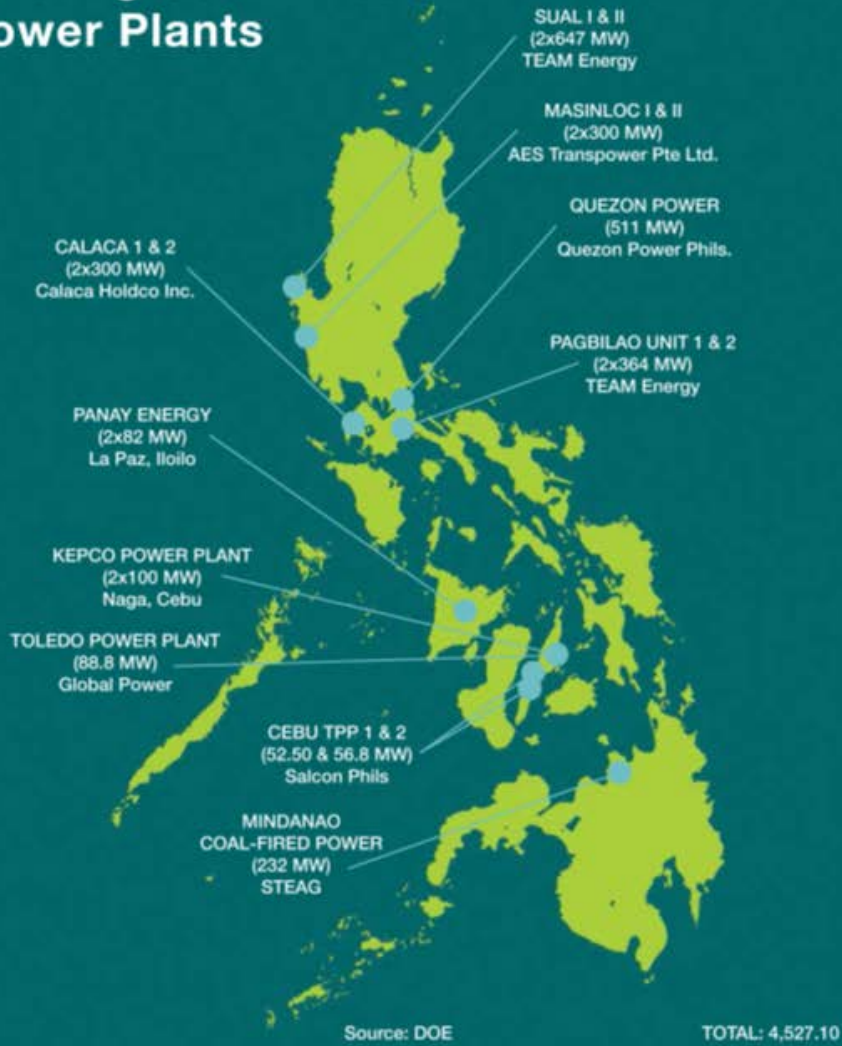 ower Plants
SUAL I & II
(2x647 MW)
TEAM Energy
MASINLOC I & II
(2x300 MW)
AES Transpower Pte Ltd.
QUEZON POWER
(511 MW)
Quezon Power Phils.
CALACA 1 & 2
(2x300 MW)
Calaca Holdco Inc.
PAGBILAO UNIT 1 & 2
(2x364 MW)
TEAM Energy
PANAY ENERGY
(2x82 MW)
La Paz, Iloilo
KEPCO POWER PLANT
(2x100 MW)
Naga, Cebu
TOLEDO POWER PLANT
(88.8 MW)
Global Power
CEBU TPP 1 & 2
(52.50 & 56.8 MW)
Salcon Phils
MINDANAO
COAL-FIRED POWER
(232 MW)
STEAG
Source: DOE
TOTAL: 4,527.10